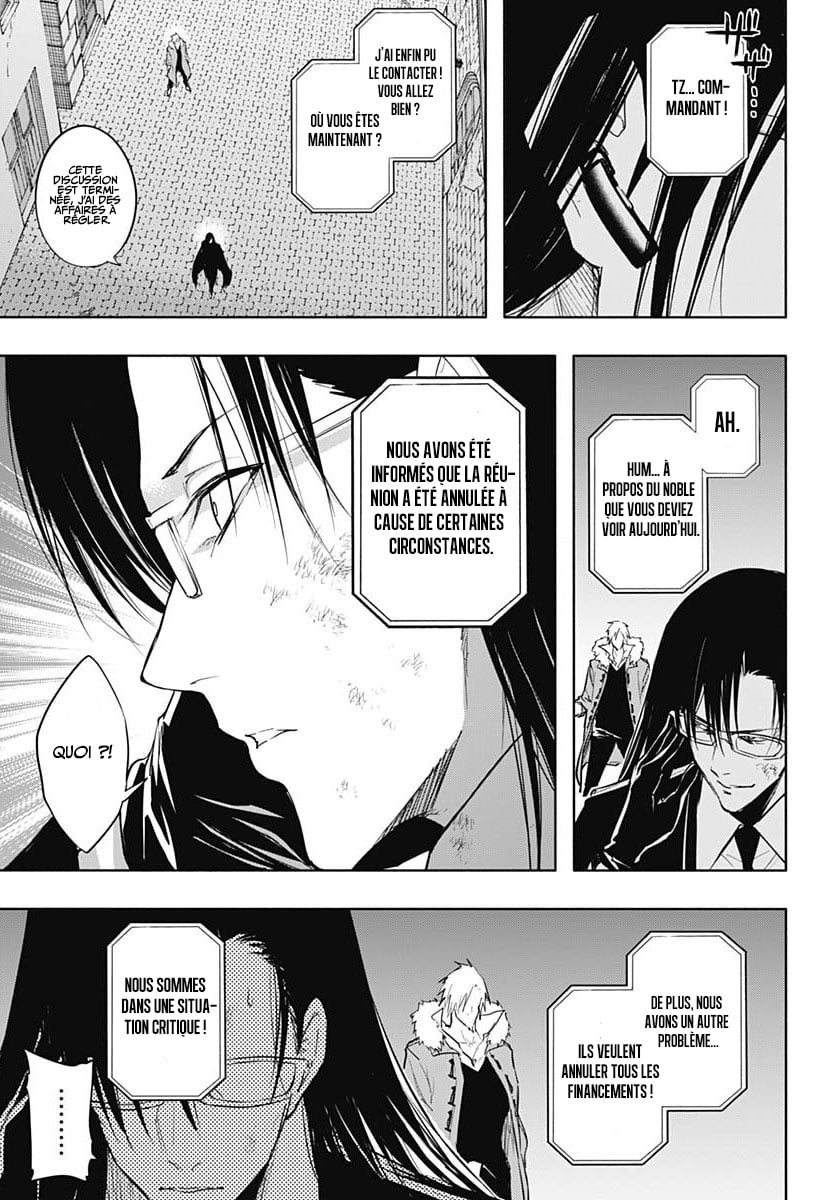 TZ... COM-
MANDANT !
ザザザ...
J'AI ENFIN PU
LE CONTACTER !
VOUS ALLEZ
BIEN ?
OÙ VOUS ÊTES
MAINTENANT ?
CETTE
DISCUSSION
EST TERMI-
NÉE, J'AI DES
AFFAIRES À
RÉGLER.
AH.
HUM... À
PROPOS DU NOBLE
QUE VOUS DEVIEZ
VOIR AUJOURD'HUI.
NOUS AVONS ÉTÉ
INFORMÉS QUE LA RÉU-
NION A ÉTÉ ANNULÉE À
CAUSE DE CERTAINES
CIRCONSTANCES.
QUOI ?!
DE PLUS, NOUS
AVONS UN AUTRE
PROBLÈME...
ILS VEULENT
ANNULER TOUS LES
FINANCEMENTS !
NOUS SOMMES
DANS UNE SITUA-
TION CRITIQUE !
........